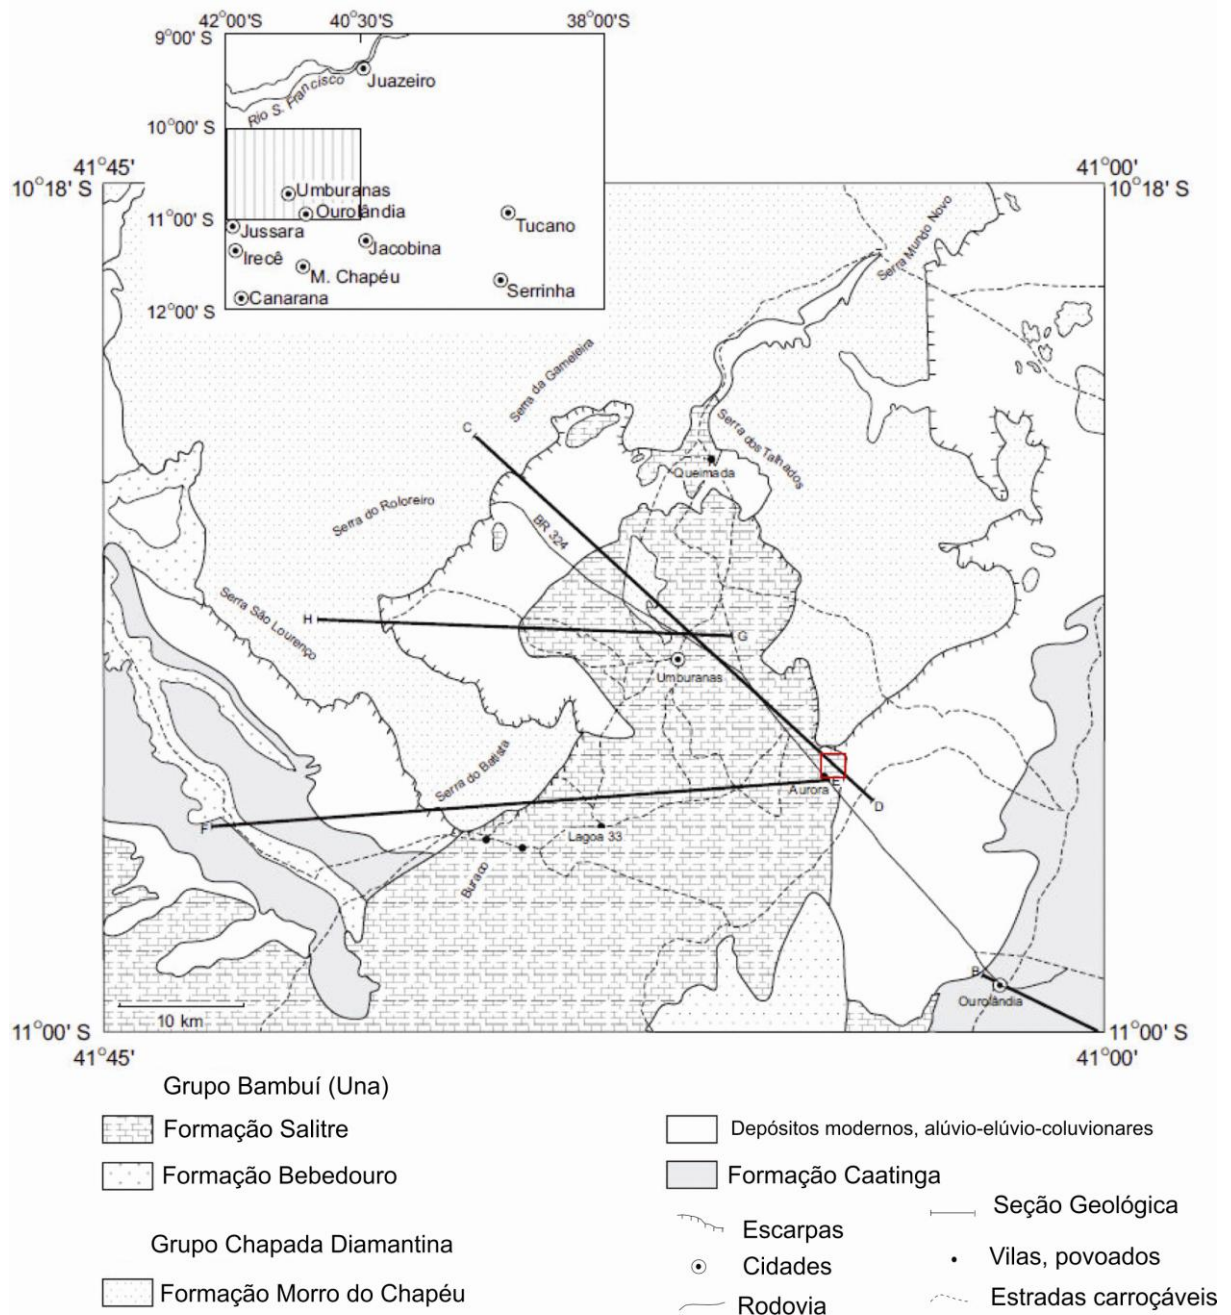 42°00'S 40°30'S 38°00'S
9°00' S
Juazeiro
Rio S. Francisco
10°00' S
Umburanas
Ourolândia
11°00' S
Jussara
Tucano
Irecê
Jacobina
M. Chapéu
Serrinha
Canarana
12°00' S
41°45' 41°00'
10°18' S 10°18' S
Serra Mundo Novo
Serra da Gameleira
C
Serra dos Talhados
Queimada
Serra do Roloreiro
BR 324
Serra São Lourenço
H
G
Umburanas
Serra do Batista
Aurora
E
D
F
Lagoa 33
Buraco
B
Ourolândia
10 km
11°00' S 11°00' S
41°45' 41°00'
Grupo Bambuí (Una)
Formação Salitre
Formação Bebedouro
Grupo Chapada Diamantina
Formação Morro do Chapéu
Depósitos modernos, alúvio-elúvio-coluvionares
Formação Caatinga
Escarpas
Seção Geológica
Cidades
Vilas, povoados
Rodovia
Estradas carroçáveis